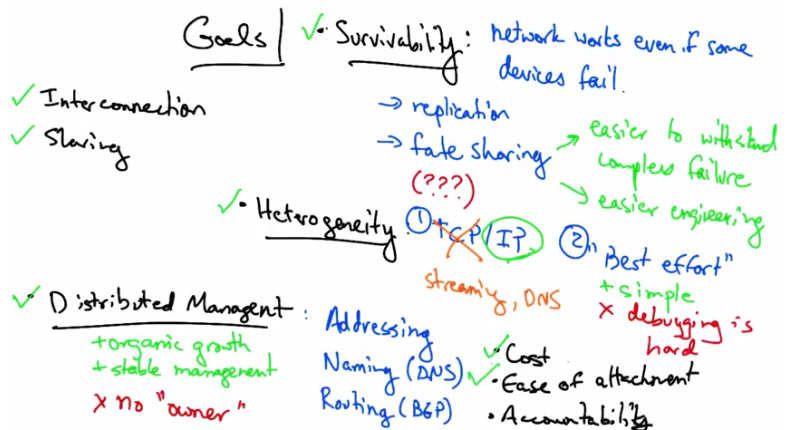 Goals
Survivability: network works even if some
devices fail.
→ replication
→ fate sharing
(???)
→ easier to withstand
complex failure
→ easier engineering
✓ Interconnection
✓ Sharing
✓ • Heterogeneity
① TCP/IP
streaming, DNS
② "Best effort"
+ simple
x debugging is
hard
✓ • Distributed Managent:
+ organic growth
+ stable management
x no "owner"
Addressing
Naming (DNS)
Routing (BGP)
✓ • Cost
✓ • Ease of attachment
• Accountability